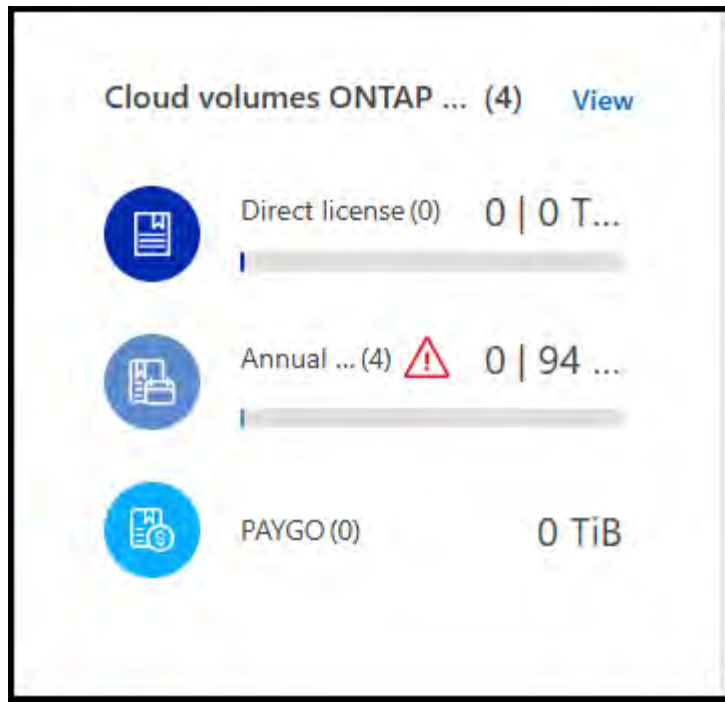 Cloud volumes ONTAP ... (4) View
Direct license (0) 0 | 0 T...
Annual ... (4) 0 | 94 ...
PAYGO (0) 0 TiB